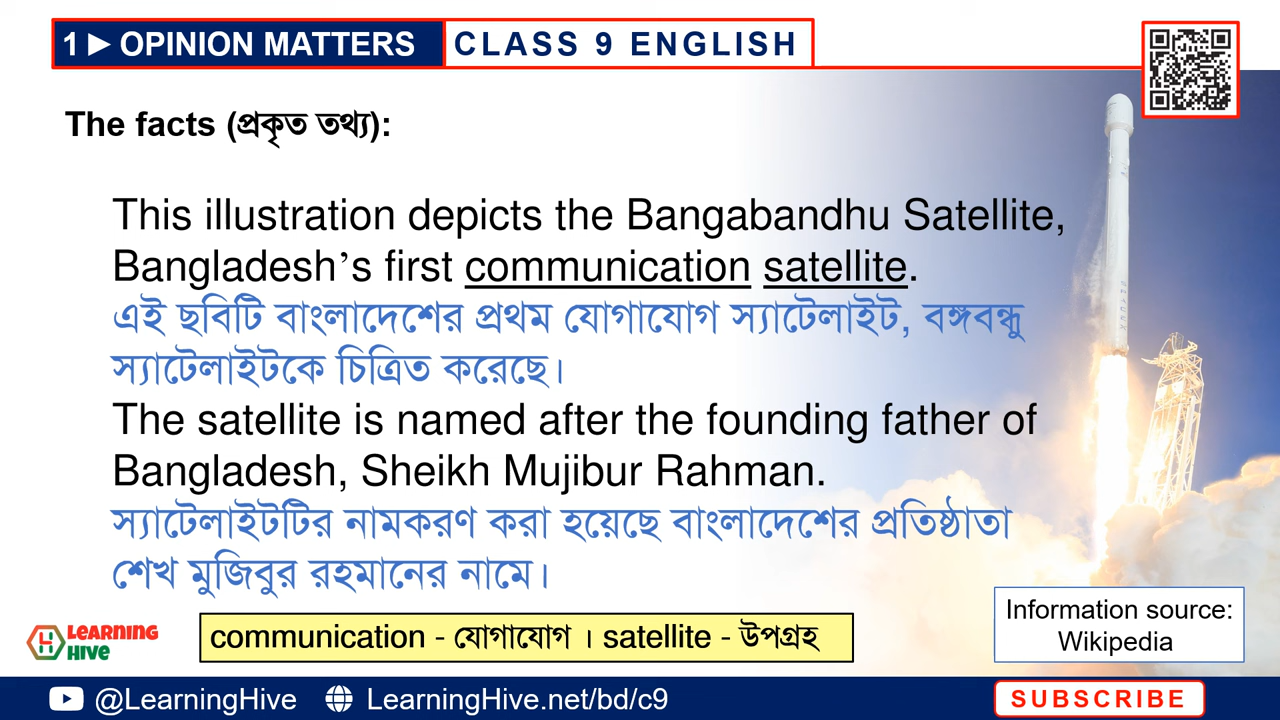 1 ► OPINION MATTERS CLASS 9 ENGLISH
The facts (প্রকৃত তথ্য):
This illustration depicts the Bangabandhu Satellite,
Bangladesh’s first communication satellite.
এই ছবিটি বাংলাদেশের প্রথম যোগাযোগ স্যাটেলাইট, বঙ্গবন্ধু
স্যাটেলাইটকে চিত্রিত করেছে।
The satellite is named after the founding father of
Bangladesh, Sheikh Mujibur Rahman.
স্যাটেলাইটটির নামকরণ করা হয়েছে বাংলাদেশের প্রতিষ্ঠাতা
শেখ মুজিবুর রহমানের নামে।
Information source:
Wikipedia
LEARNING
HIVE
communication - যোগাযোগ । satellite - উপগ্রহ
@LearningHive LearningHive.net/bd/c9 SUBSCRIBE